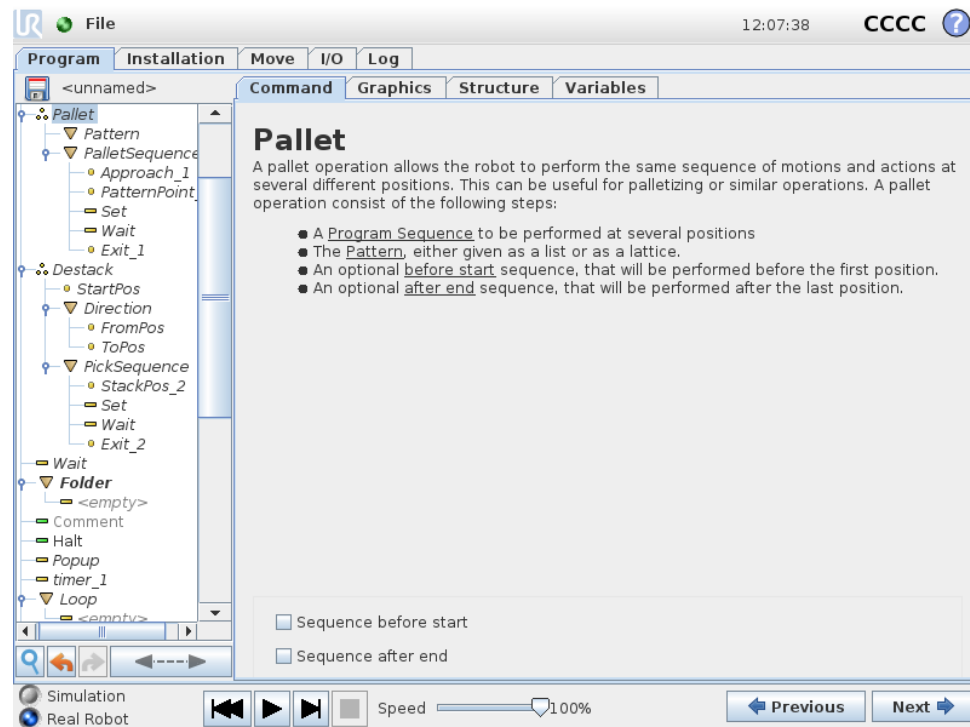 File
12:07:38
CCCC
?
Program Installation Move I/O Log
<unnamed>
Command Graphics Structure Variables
Pallet
Pattern
PalletSequence
Approach_1
PatternPoint_
Set
Wait
Exit_1
Destack
StartPos
Direction
FromPos
ToPos
PickSequence
StackPos_2
Set
Wait
Exit_2
Wait
Folder
<empty>
Comment
Halt
Popup
timer_1
Loop
<empty>
Pallet
A pallet operation allows the robot to perform the same sequence of motions and actions at
several different positions. This can be useful for palletizing or similar operations. A pallet
operation consist of the following steps:
A Program Sequence to be performed at several positions
The Pattern, either given as a list or as a lattice.
An optional before start sequence, that will be performed before the first position.
An optional after end sequence, that will be performed after the last position.
Sequence before start
Sequence after end
Simulation
Real Robot
Speed 100%
Previous Next